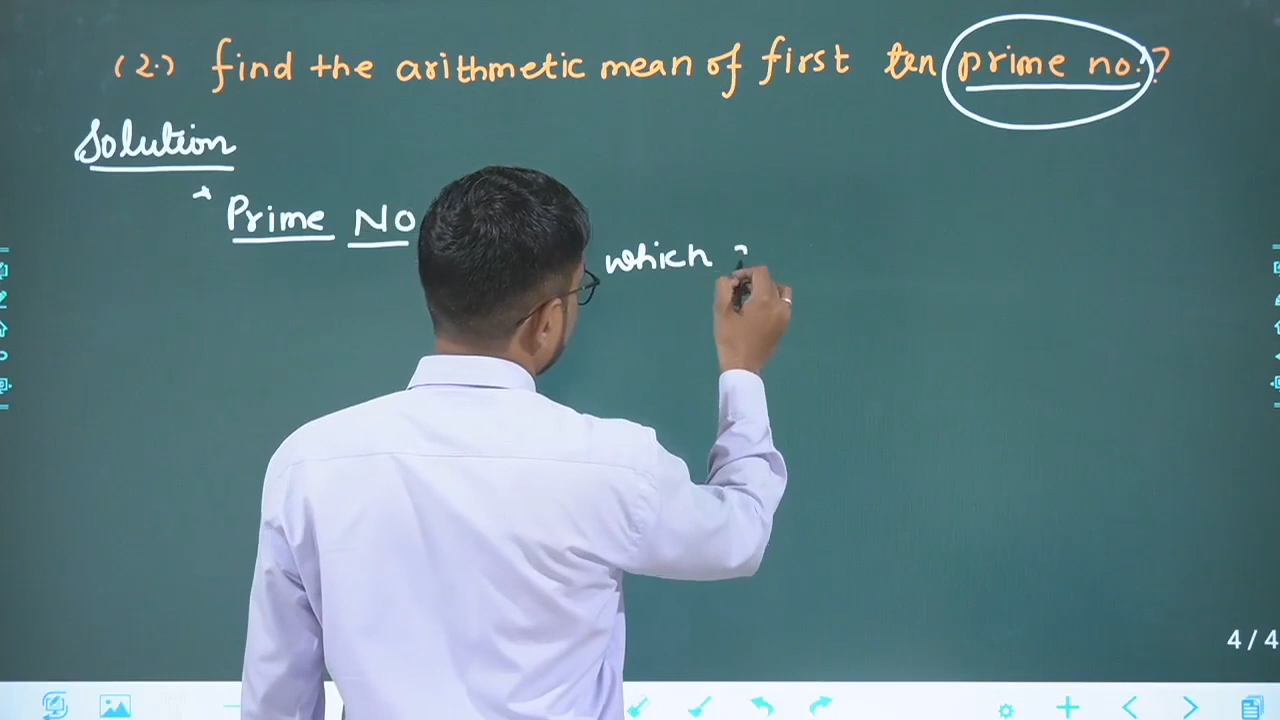 (2.) find the arithmetic mean of first ten prime no.?
Solution
* Prime No
which
4/4